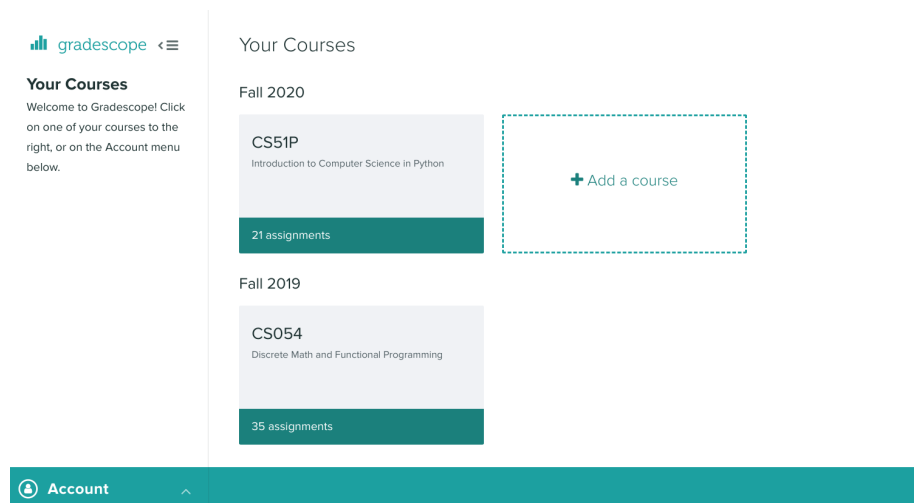 gradescope
Your Courses
Welcome to Gradescope! Click
on one of your courses to the
right, or on the Account menu
below.
Your Courses
Fall 2020
CS51P
Introduction to Computer Science in Python
21 assignments
Add a course
Fall 2019
CS054
Discrete Math and Functional Programming
35 assignments
Account